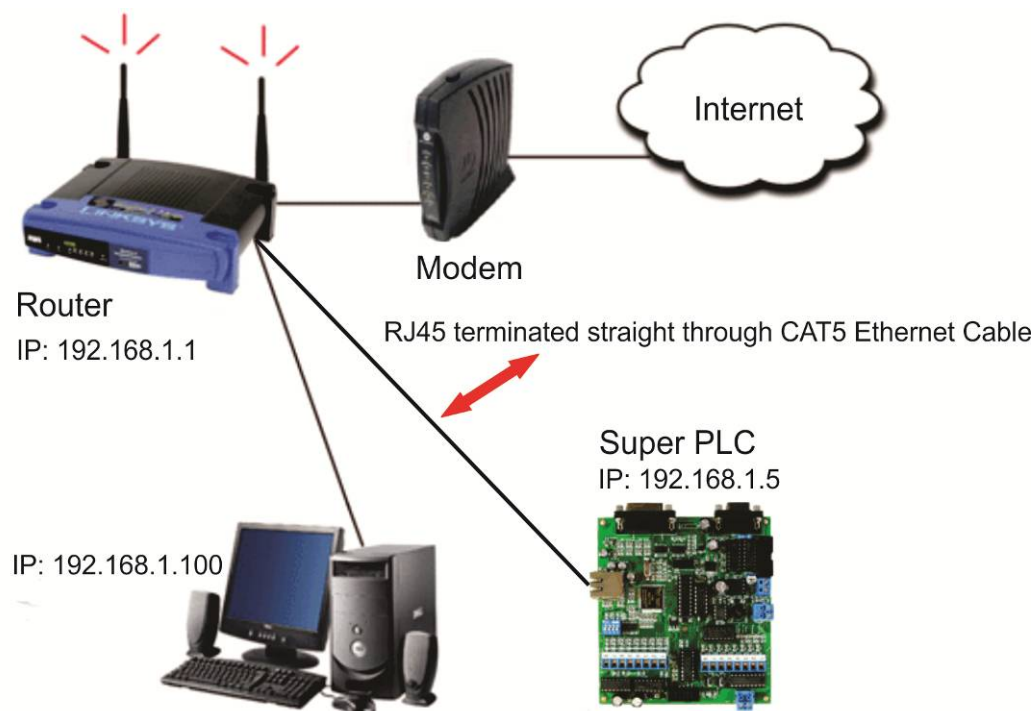 Internet
LINKSYS
Modem
Router
IP: 192.168.1.1
RJ45 terminated straight through CAT5 Ethernet Cable
Super PLC
IP: 192.168.1.5
IP: 192.168.1.100